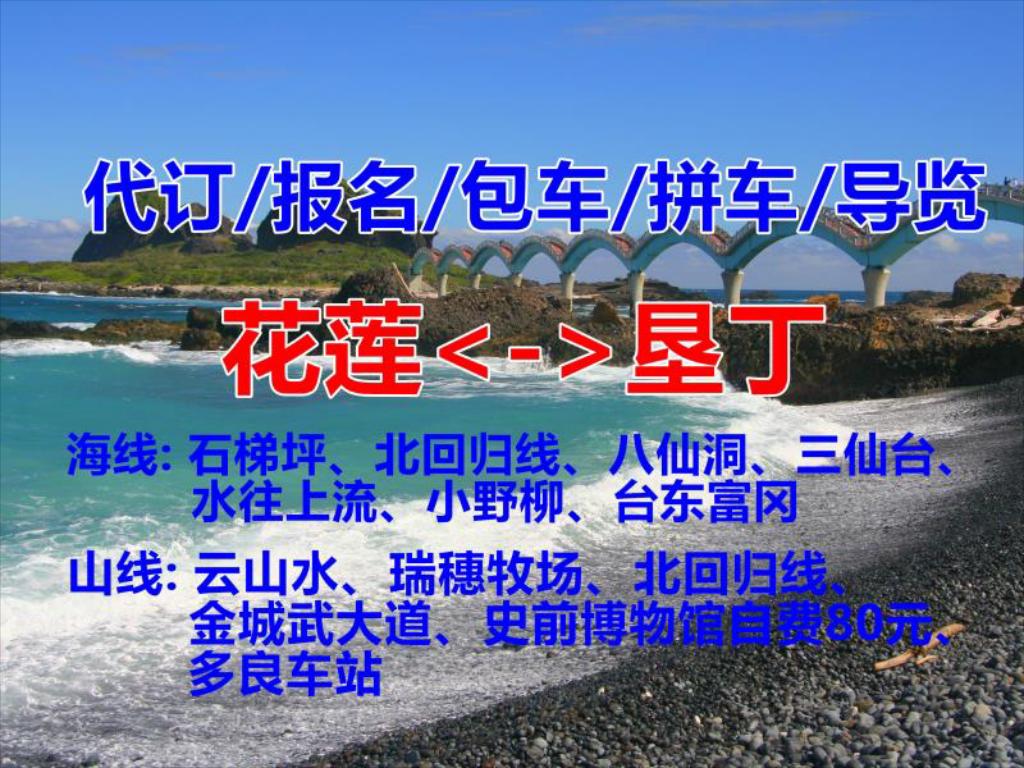 代订/报名/包车/拼车/导览
花莲<->垦丁
海线: 石梯坪、北回归线、八仙洞、三仙台、
水往上流、小野柳、台东富冈
山线: 云山水、瑞穗牧场、北回归线、
金城武大道、史前博物馆自费80元、
多良车站